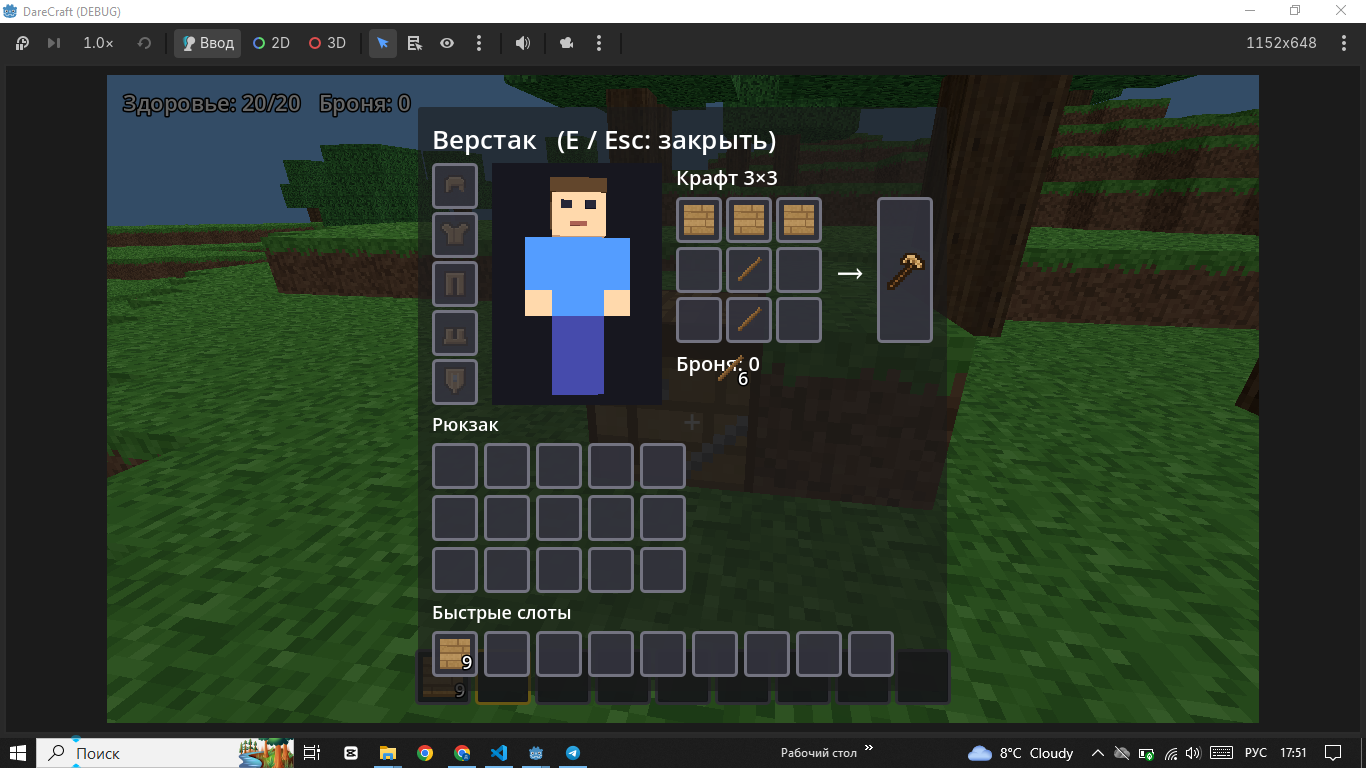 DareCraft (DEBUG)
1.0×
Ввод
2D
3D
1152x648
Здоровье: 20/20 Броня: 0
Верстак (E / Esc: закрыть)
Крафт 3×3
Броня: 0
6
Рюкзак
Быстрые слоты
9
9
Поиск
Рабочий стол
»
8°C Cloudy
РУС
17:51